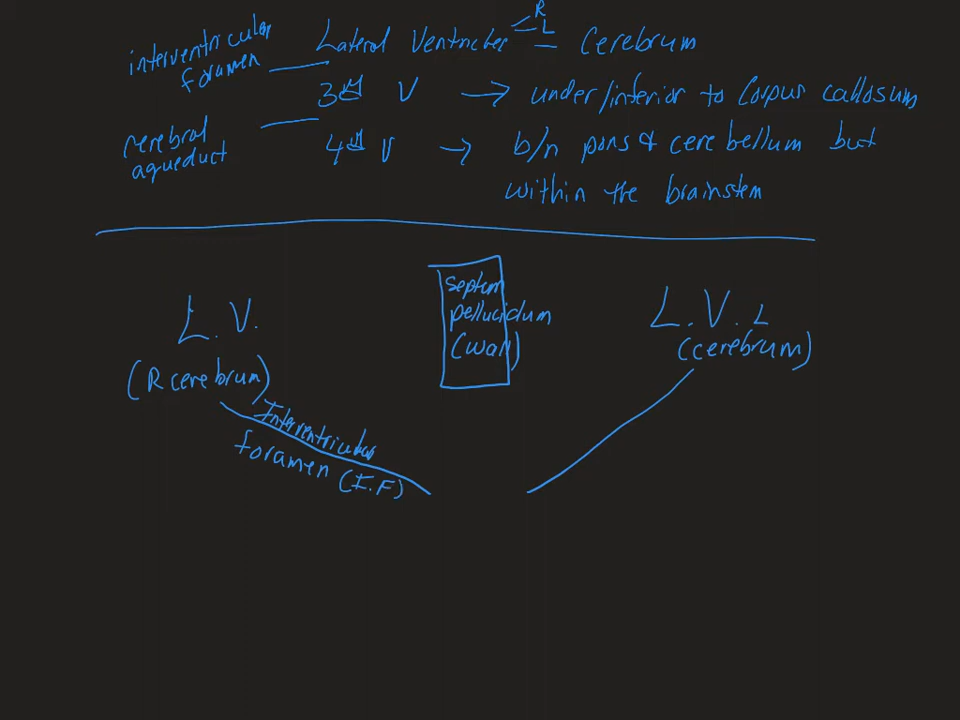 interventricular
foramen
Lateral Ventricles < R L — Cerebrum
3rd V → under/inferior to Corpus callosum
cerebral
aqueduct
4th V → b/n pons & cerebellum but
within the brainstem
L.V.
(R cerebrum)
septum
pellucidum
(wall)
L.V. L
(cerebrum)
Interventricular
foramen (I.F)